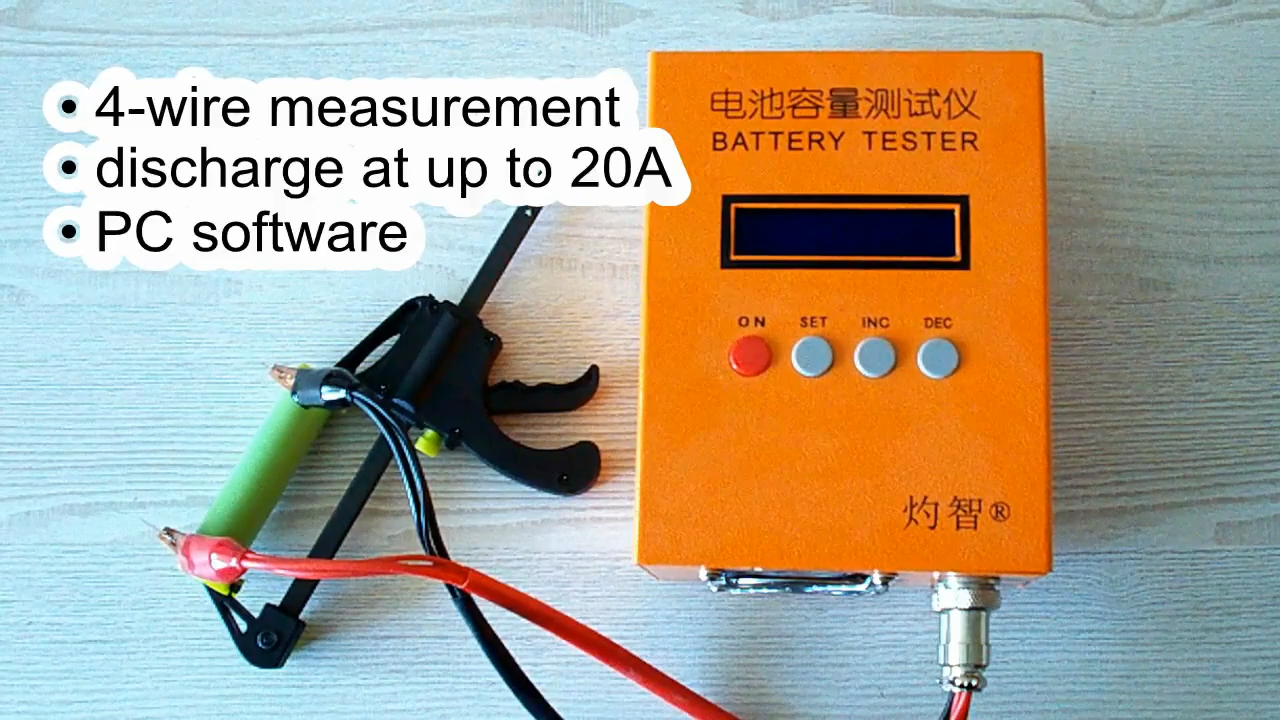 • 4-wire measurement
• discharge at up to 20A
• PC software
电池容量测试仪
BATTERY TESTER
ON SET INC DEC
灼智®